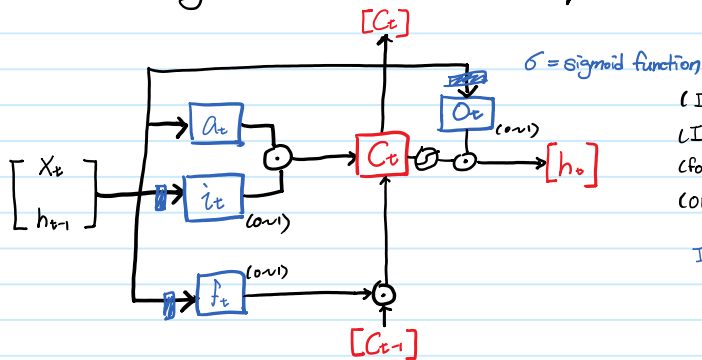 [Ct]
σ = sigmoid function
at
Ot
(0~1)
(I
Xt
ht-1
Ct
[ht]
(I
it
(0~1)
(fo
(0~1)
ft
[Ct-1]